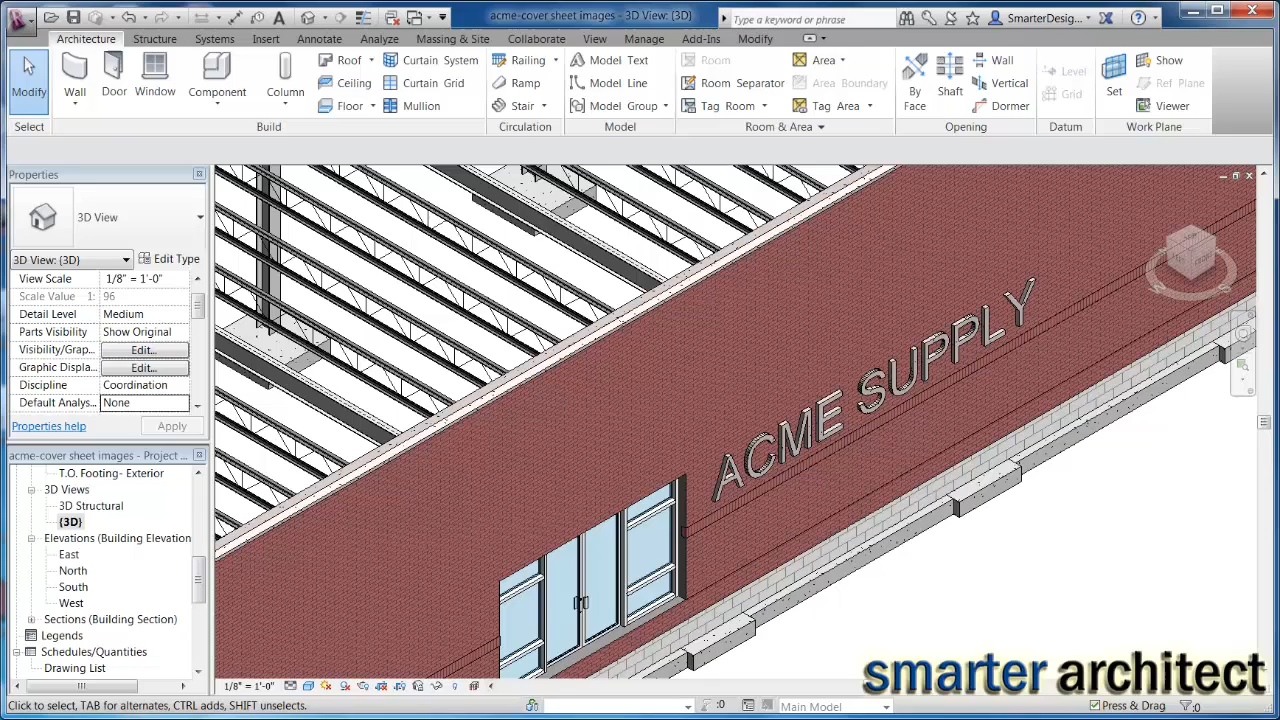 acme-cover sheet images - 3D View: {3D}
Type a keyword or phrase
SmarterDesig...
Architecture Structure Systems Insert Annotate Analyze Massing & Site Collaborate View Manage Add-Ins Modify
Modify
Wall
Door
Window
Component
Column
Roof
Ceiling
Floor
Curtain System
Curtain Grid
Mullion
Railing
Ramp
Stair
Model Text
Model Line
Model Group
Room
Room Separator
Tag Room
Area
Area Boundary
Tag Area
By
Face
Shaft
Wall
Vertical
Dormer
Level
Grid
Set
Show
Ref Plane
Viewer
Select Build Circulation Model Room & Area Opening Datum Work Plane
Properties
3D View
3D View: {3D} Edit Type
View Scale 1/8" = 1'-0"
Scale Value 1: 96
Detail Level Medium
Parts Visibility Show Original
Visibility/Grap... Edit...
Graphic Displa... Edit...
Discipline Coordination
Default Analys... None
Properties help Apply
acme-cover sheet images - Project ...
T.O. Footing- Exterior
3D Views
3D Structural
{3D}
Elevations (Building Elevation
East
North
South
West
Sections (Building Section)
Legends
Schedules/Quantities
Drawing List
ACME SUPPLY
1/8" = 1'-0"
smarter architect
Click to select, TAB for alternates, CTRL adds, SHIFT unselects.
:0
Main Model
Press & Drag
:0